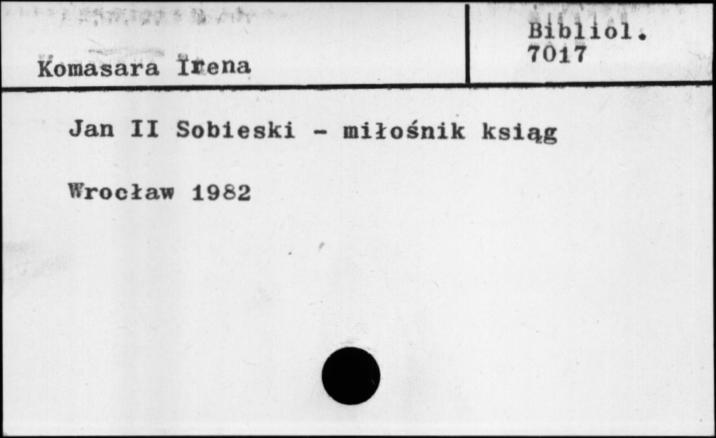 Komasara Irena
Bibliol.
7017
Jan II Sobieski - miłośnik ksiąg
Wrocław 1982